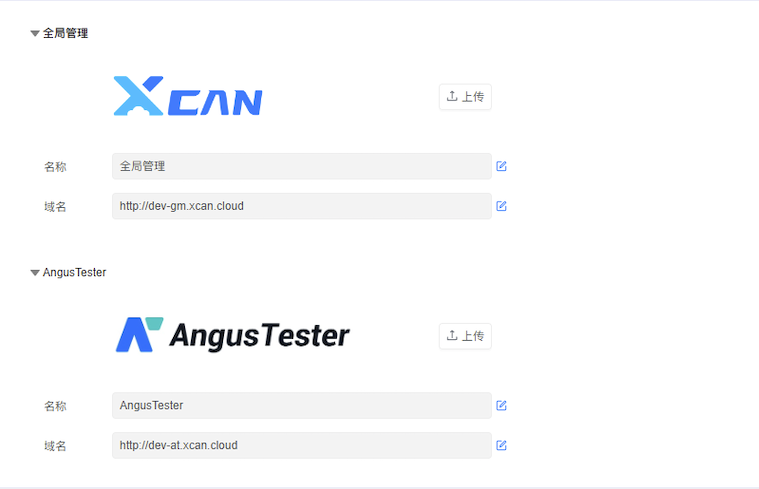 全局管理
XCAN
上传
名称
全局管理
域名
http://dev-gm.xcan.cloud
AngusTester
AngusTester
上传
名称
AngusTester
域名
http://dev-at.xcan.cloud